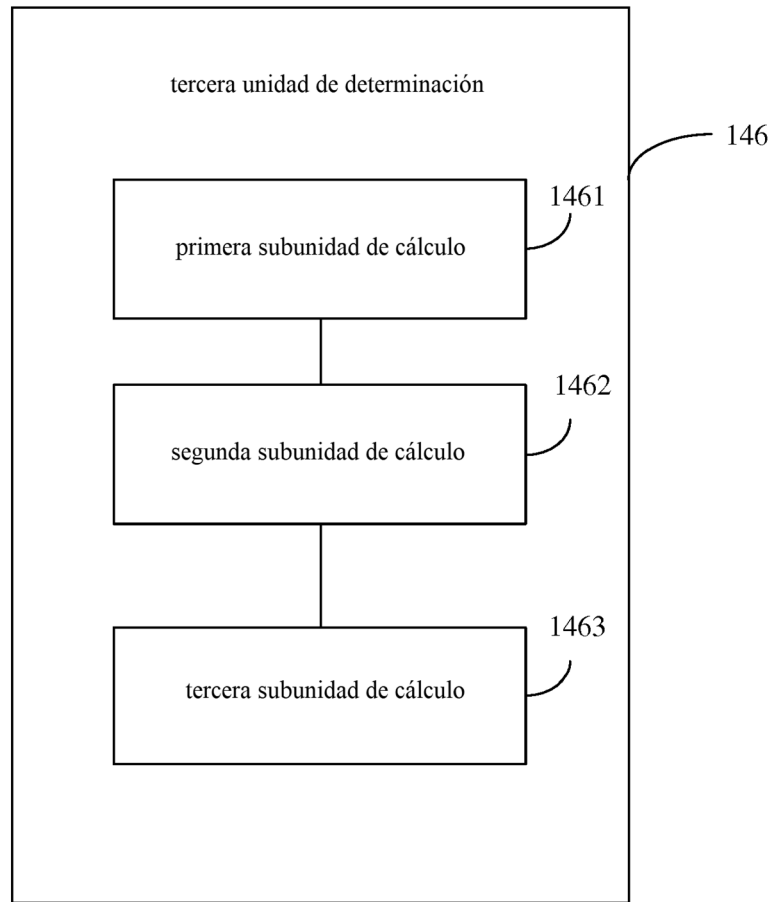 tercera unidad de determinación
146
1461
primera subunidad de cálculo
1462
segunda subunidad de cálculo
1463
tercera subunidad de cálculo